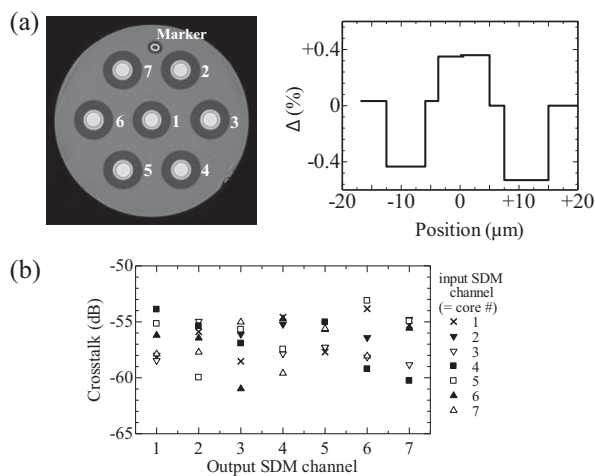 (a)
Marker
7
2
6
1
3
5
4
+0.4
0
-0.4
Δ (%)
-20
-10
0
+10
+20
Position (μm)
(b)
-50
-55
-60
-65
Crosstalk (dB)
1 2 3 4 5 6 7
Output SDM channel
input SDM
channel
(= core #)
1
2
3
4
5
6
7